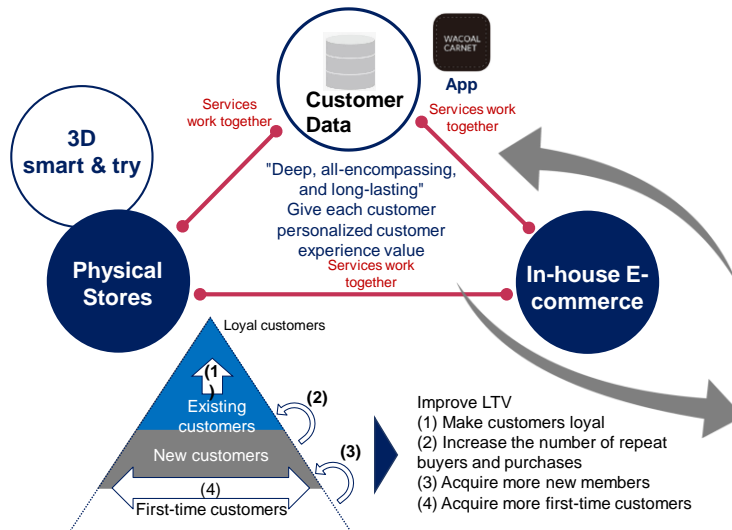 WACOAL
CARNET
App
Customer
Data
Services
work together
Services work
together
3D
smart & try
"Deep, all-encompassing,
and long-lasting"
Give each customer
personalized customer
experience value
Services work
together
Physical
Stores
In-house E-
commerce
Loyal customers
(1
)
Existing
customers
(2)
New customers
(3)
(4)
First-time customers
Improve LTV
(1) Make customers loyal
(2) Increase the number of repeat
buyers and purchases
(3) Acquire more new members
(4) Acquire more first-time customers